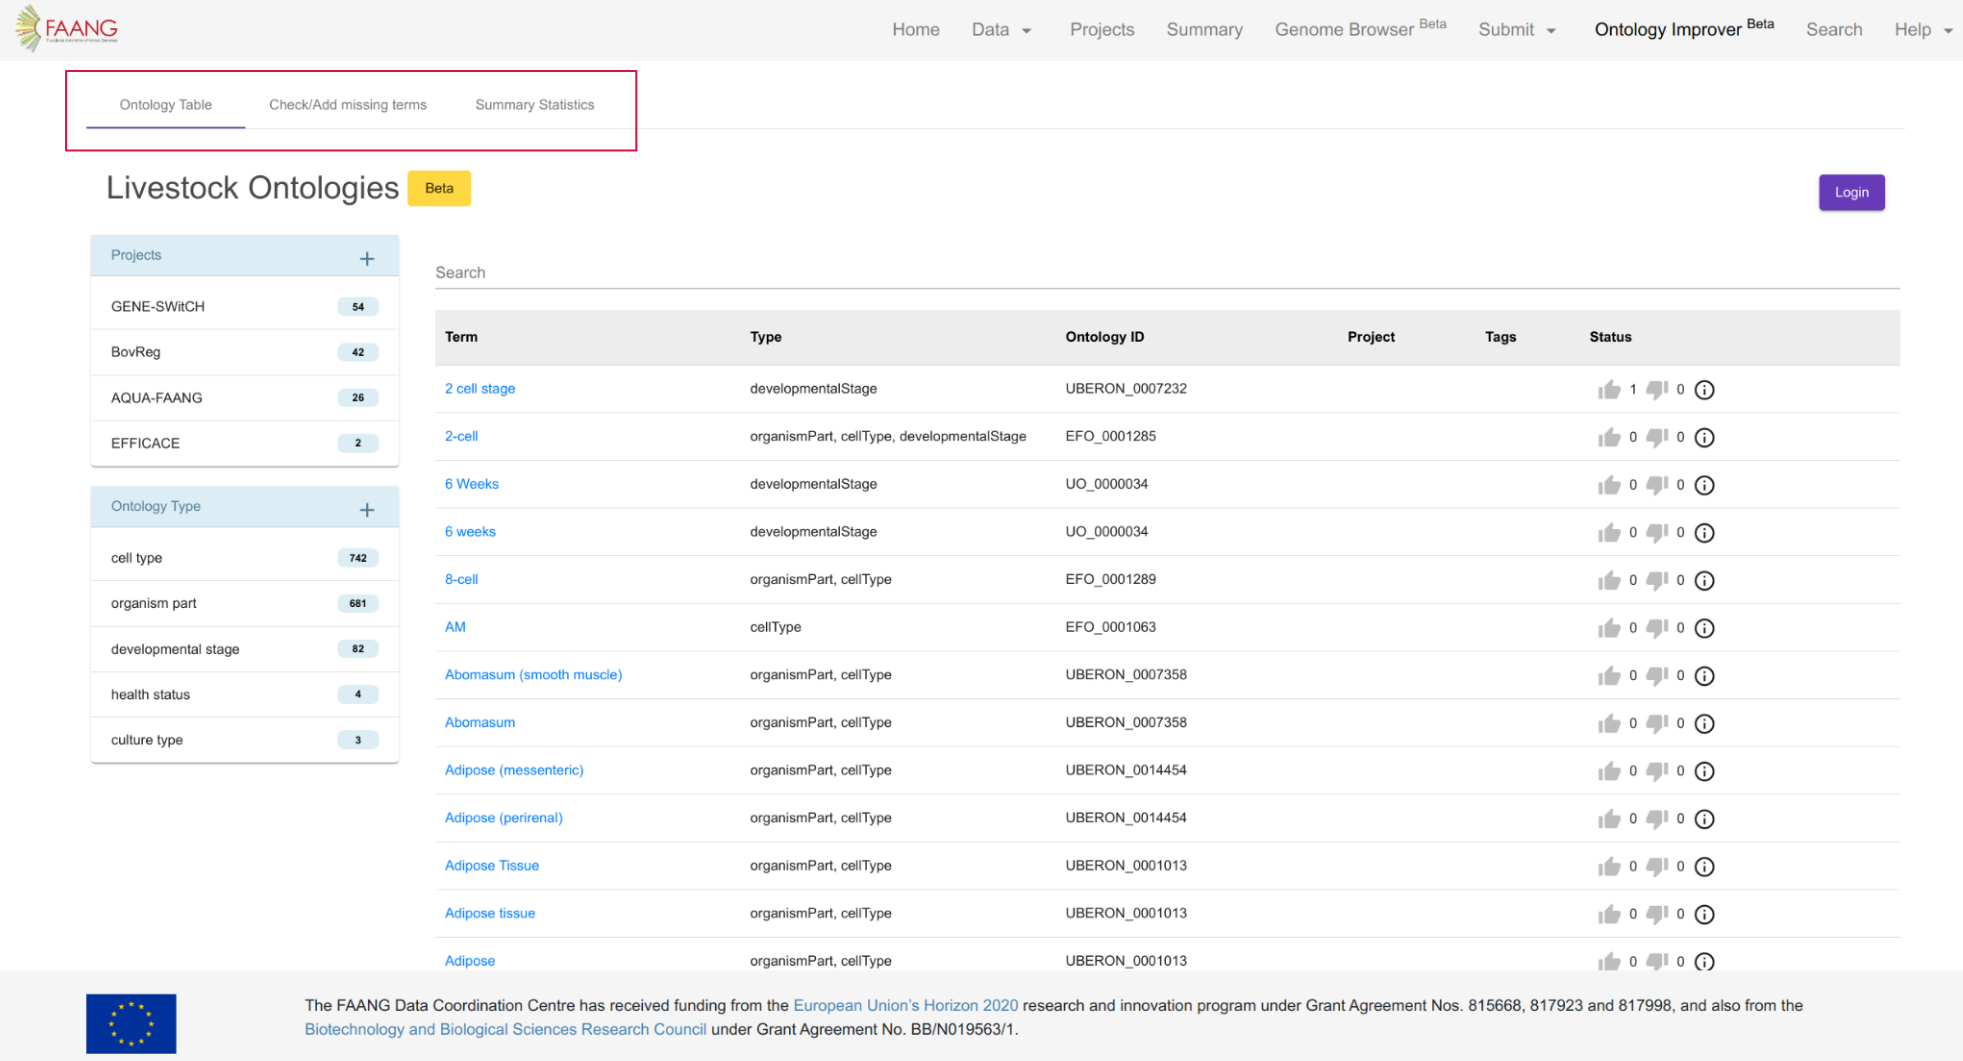 FAANG
Home Data Projects Summary Genome Browser Beta Submit Ontology Improver Beta Search Help
Ontology Table Check/Add missing terms Summary Statistics
Livestock Ontologies Beta
Login
Projects +
GENE-SWitCH 54
BovReg 42
AQUA-FAANG 26
EFFICACE 2
Ontology Type +
cell type 742
organism part 681
developmental stage 82
health status 4
culture type 3
Search
Term Type Ontology ID Project Tags Status
2 cell stage developmentalStage UBERON_0007232 1 0
2-cell organismPart, cellType, developmentalStage EFO_0001285 0 0
6 Weeks developmentalStage UO_0000034 0 0
6 weeks developmentalStage UO_0000034 0 0
8-cell organismPart, cellType EFO_0001289 0 0
AM cellType EFO_0001063 0 0
Abomasum (smooth muscle) organismPart, cellType UBERON_0007358 0 0
Abomasum organismPart, cellType UBERON_0007358 0 0
Adipose (messenteric) organismPart, cellType UBERON_0014454 0 0
Adipose (perirenal) organismPart, cellType UBERON_0014454 0 0
Adipose Tissue organismPart, cellType UBERON_0001013 0 0
Adipose tissue organismPart, cellType UBERON_0001013 0 0
Adipose organismPart, cellType UBERON_0001013 0 0
The FAANG Data Coordination Centre has received funding from the European Union's Horizon 2020 research and innovation program under Grant Agreement Nos. 815668, 817923 and 817998, and also from the
Biotechnology and Biological Sciences Research Council under Grant Agreement No. BB/N019563/1.